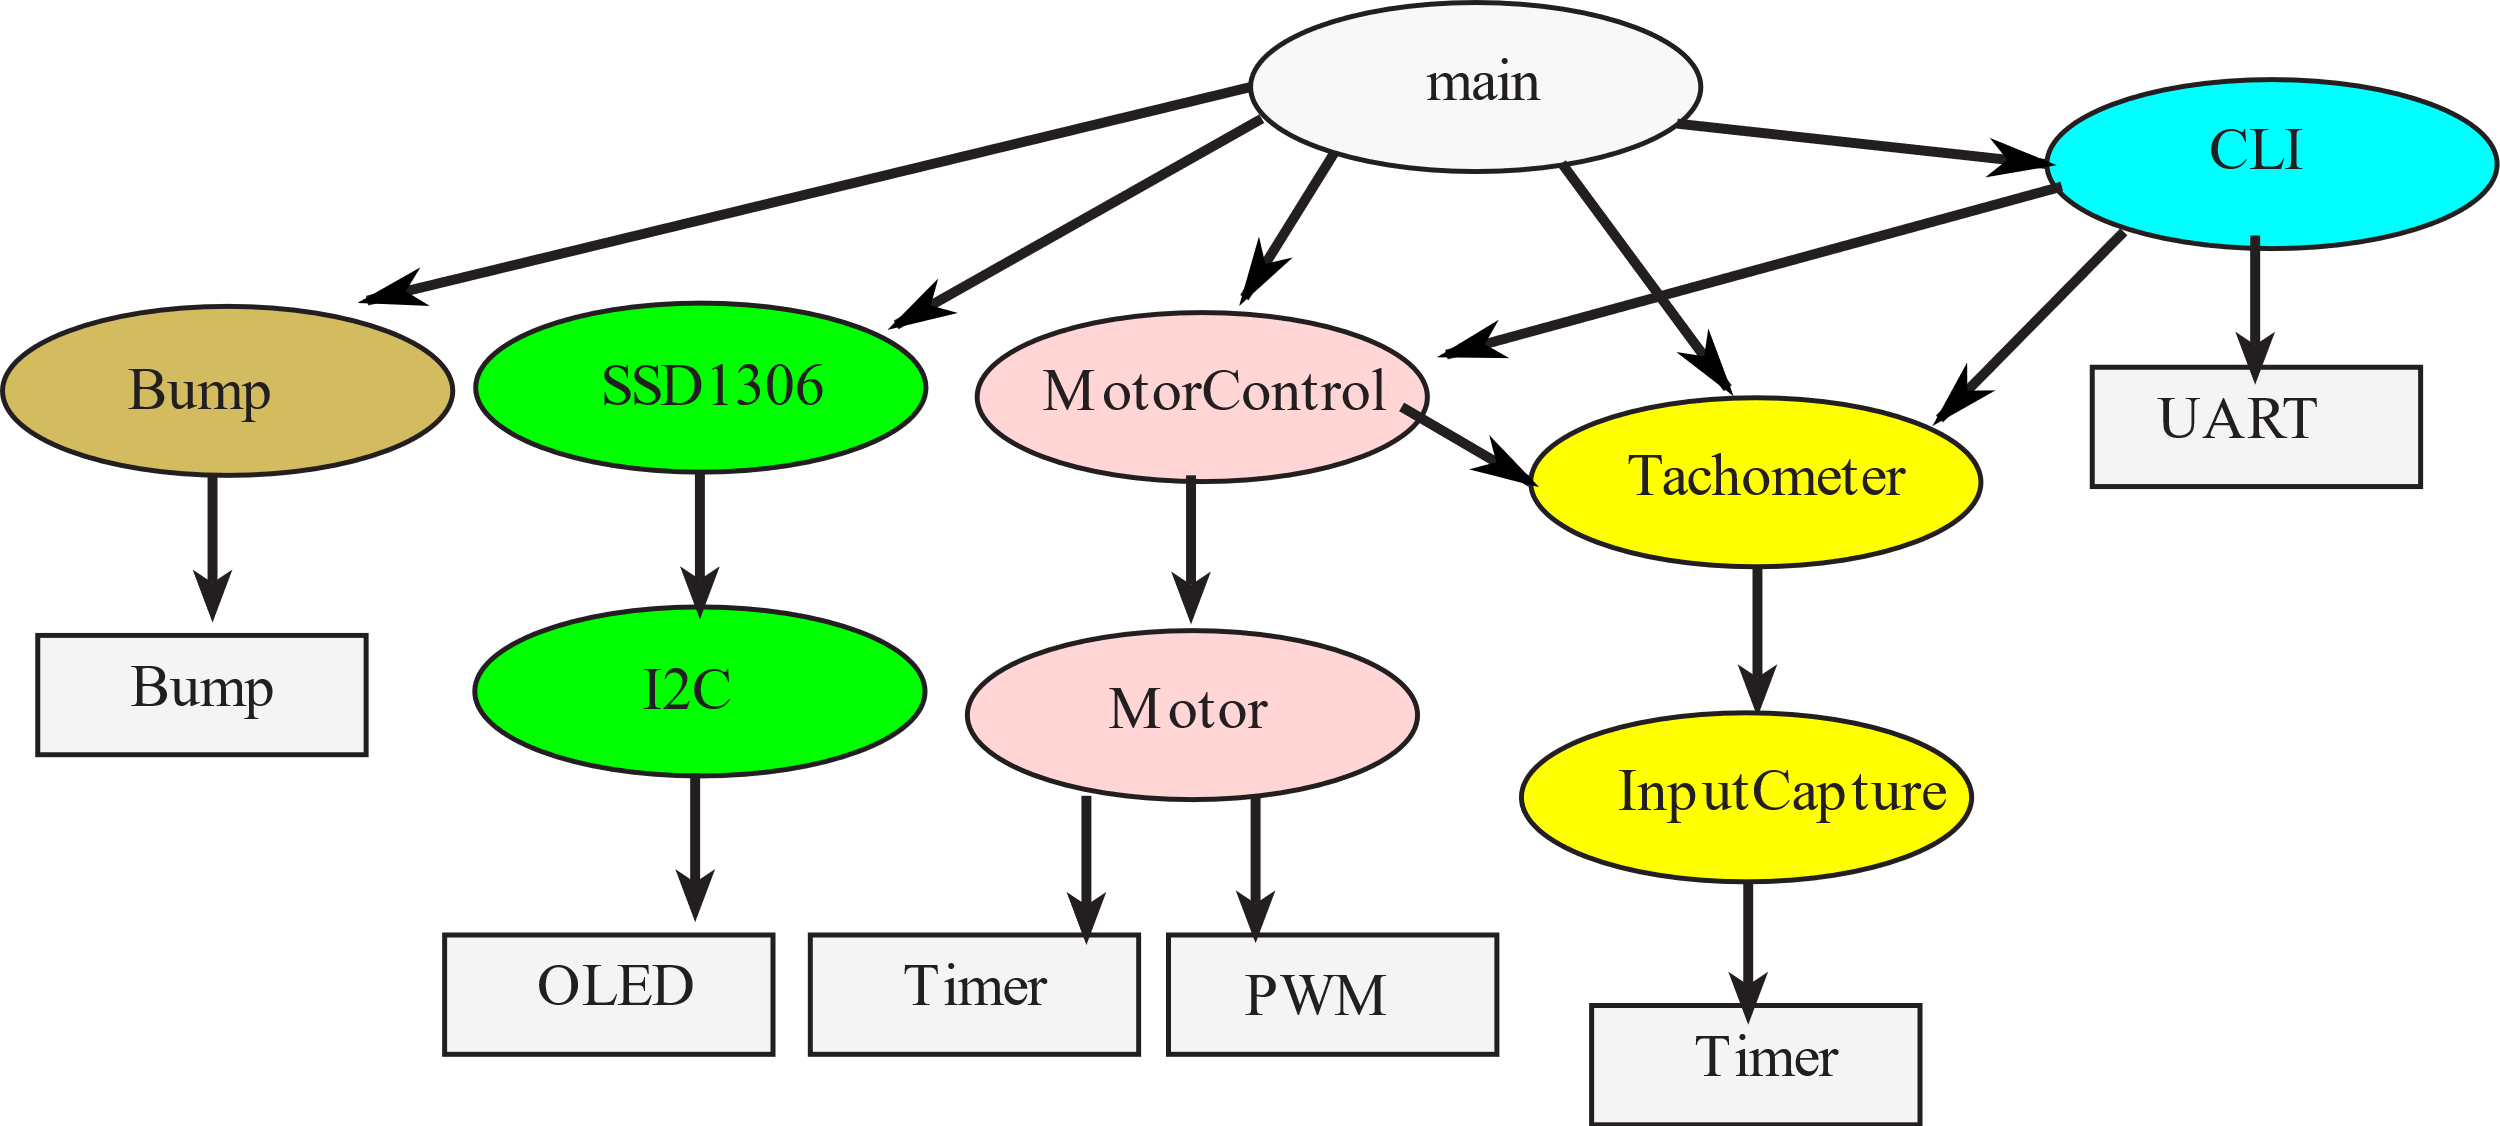 main
CLI
Bump
SSD1306
MotorControl
Tachometer
UART
Bump
I2C
Motor
InputCapture
OLED
Timer
PWM
Timer